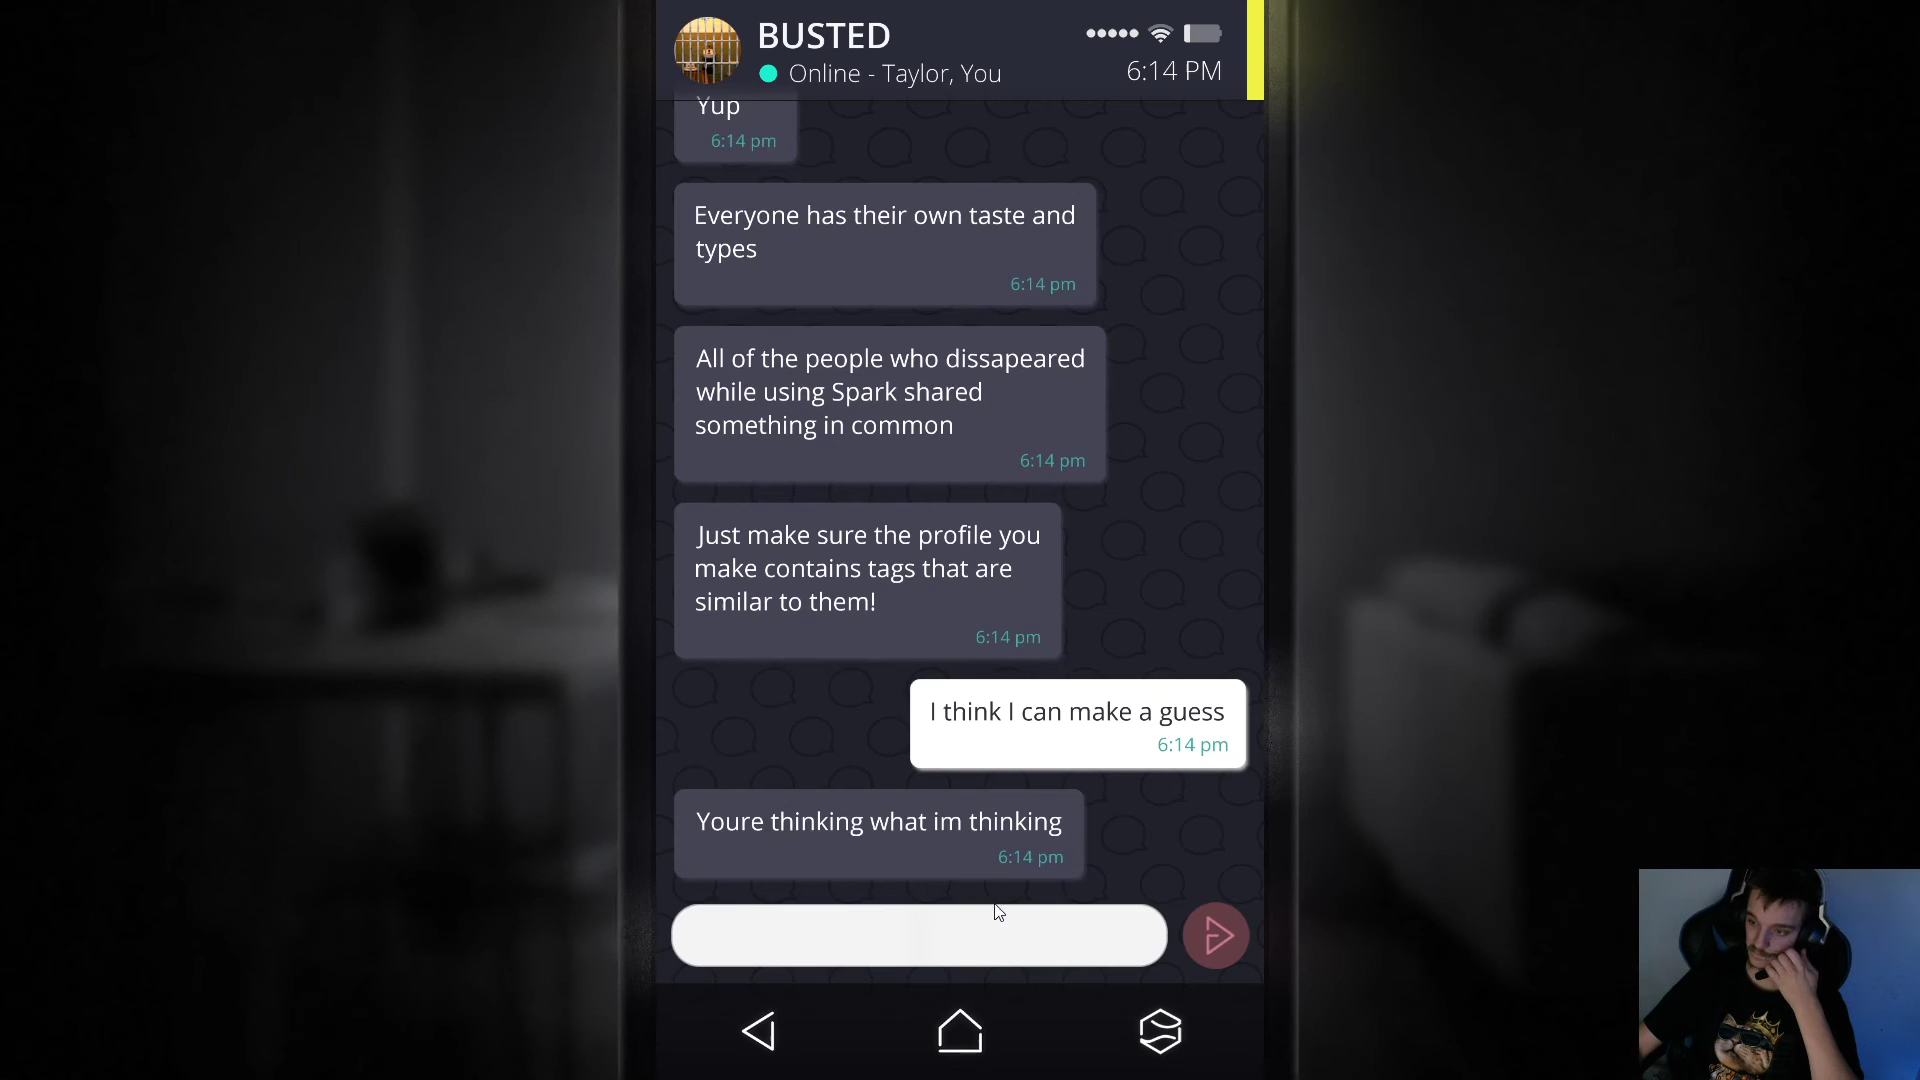 BUSTED
Online - Taylor, You
6:14 PM
Yup
6:14 pm
Everyone has their own taste and
types
6:14 pm
All of the people who dissapeared
while using Spark shared
something in common
6:14 pm
Just make sure the profile you
make contains tags that are
similar to them!
6:14 pm
I think I can make a guess
6:14 pm
Youre thinking what im thinking
6:14 pm